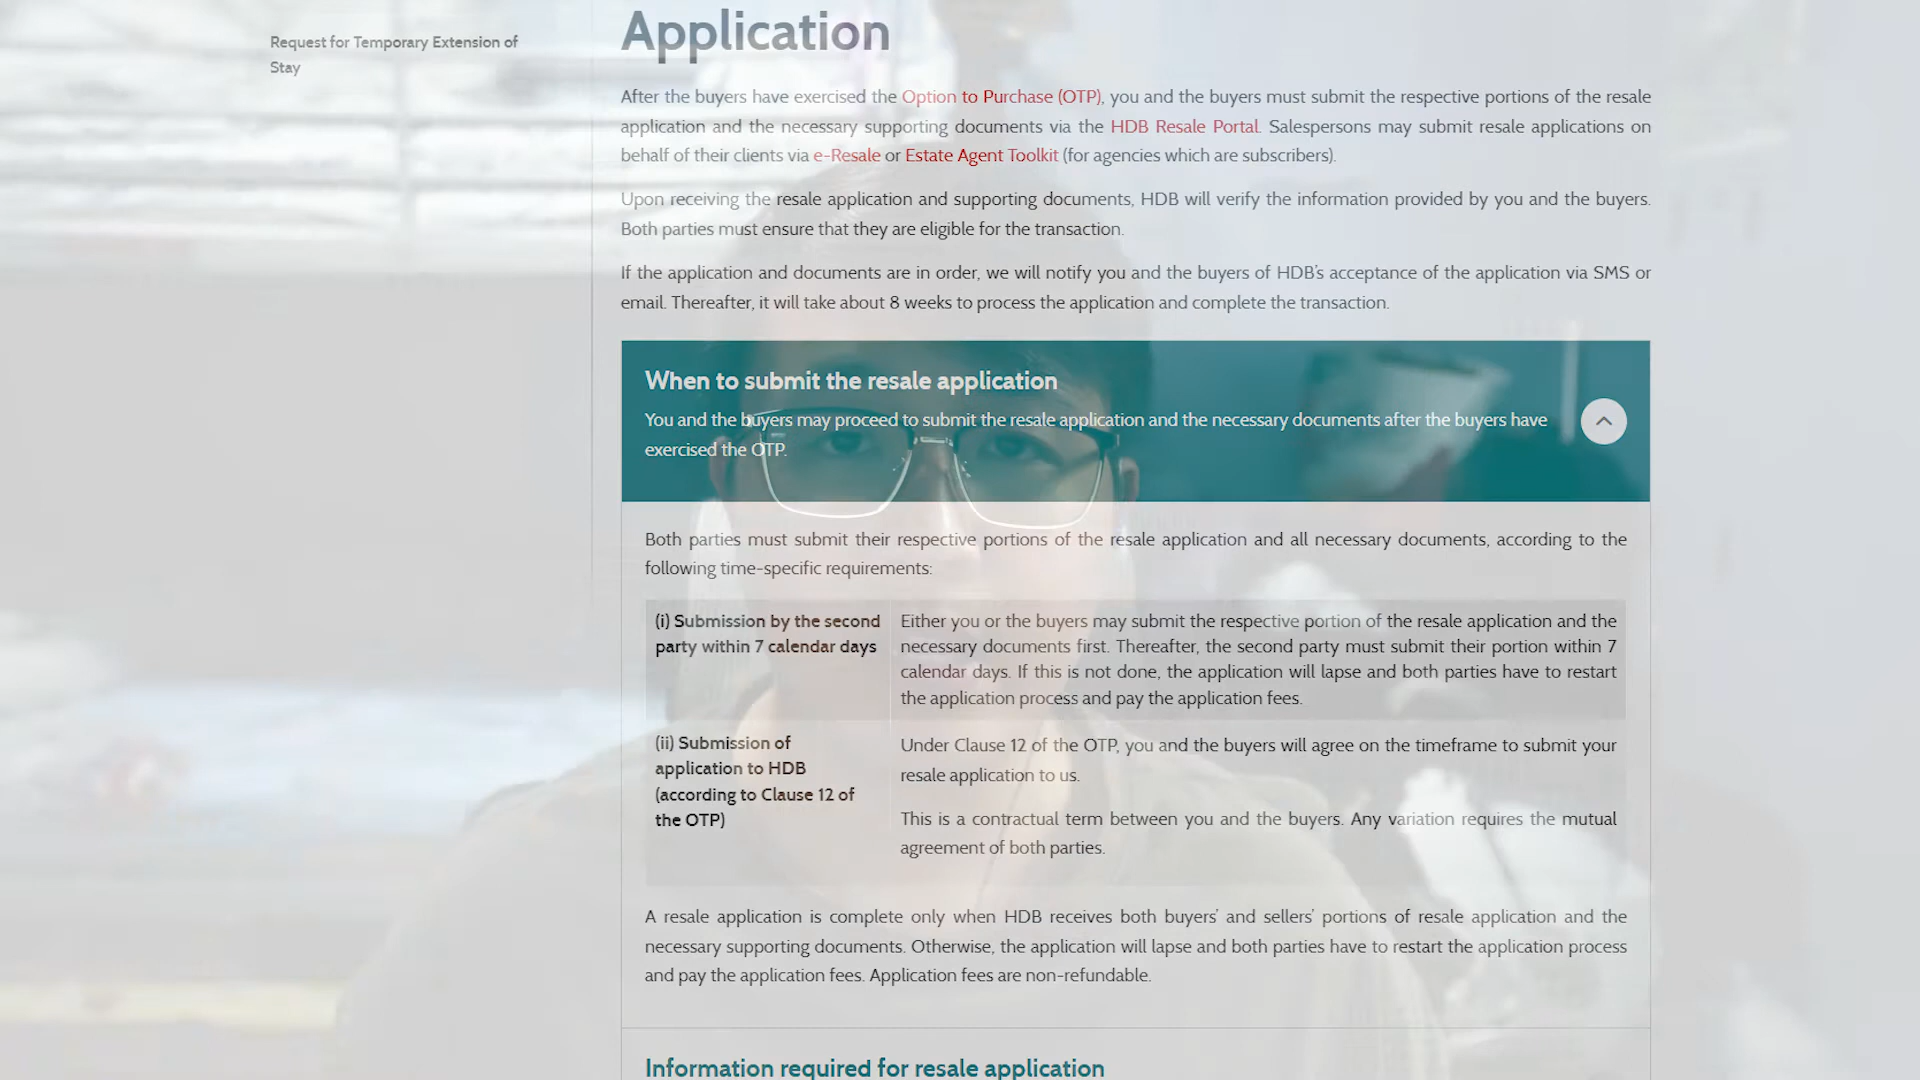 Request for Temporary Extension of
Stay
Application
After the buyers have exercised the Option to Purchase (OTP), you and the buyers must submit the respective portions of the resale
application and the necessary supporting documents via the HDB Resale Portal. Salespersons may submit resale applications on
behalf of their clients via e-Resale or Estate Agent Toolkit (for agencies which are subscribers).
Upon receiving the resale application and supporting documents, HDB will verify the information provided by you and the buyers.
Both parties must ensure that they are eligible for the transaction.
If the application and documents are in order, we will notify you and the buyers of HDB's acceptance of the application via SMS or
email. Thereafter, it will take about 8 weeks to process the application and complete the transaction.
When to submit the resale application
You and the buyers may proceed to submit the resale application and the necessary documents after the buyers have
exercised the OTP.
Both parties must submit their respective portions of the resale application and all necessary documents, according to the
following time-specific requirements:
(i) Submission by the second
party within 7 calendar days
Either you or the buyers may submit the respective portion of the resale application and the
necessary documents first. Thereafter, the second party must submit their portion within 7
calendar days. If this is not done, the application will lapse and both parties have to restart
the application process and pay the application fees.
(ii) Submission of
application to HDB
(according to Clause 12 of
the OTP)
Under Clause 12 of the OTP, you and the buyers will agree on the timeframe to submit your
resale application to us.
This is a contractual term between you and the buyers. Any variation requires the mutual
agreement of both parties.
A resale application is complete only when HDB receives both buyers' and sellers' portions of resale application and the
necessary supporting documents. Otherwise, the application will lapse and both parties have to restart the application process
and pay the application fees. Application fees are non-refundable.
Information required for resale application